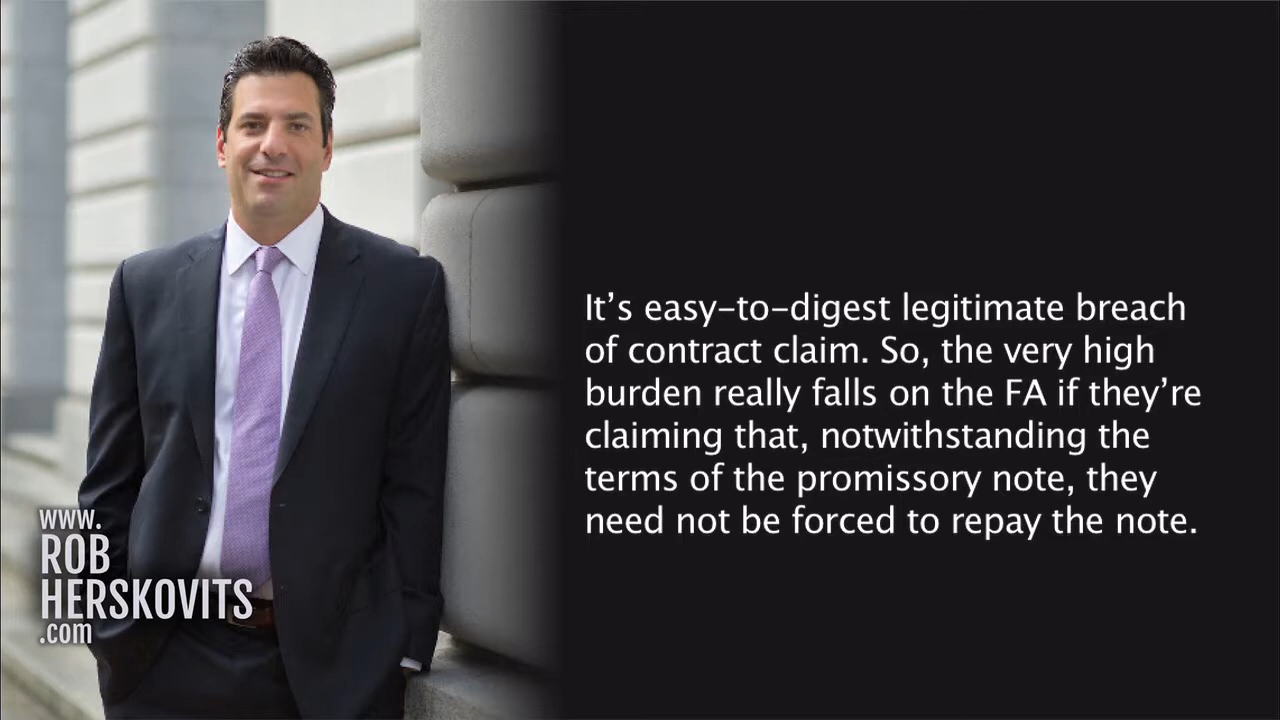 www.
ROB
HERSKOVITS
.com
It's easy-to-digest legitimate breach
of contract claim. So, the very high
burden really falls on the FA if they're
claiming that, notwithstanding the
terms of the promissory note, they
need not be forced to repay the note.